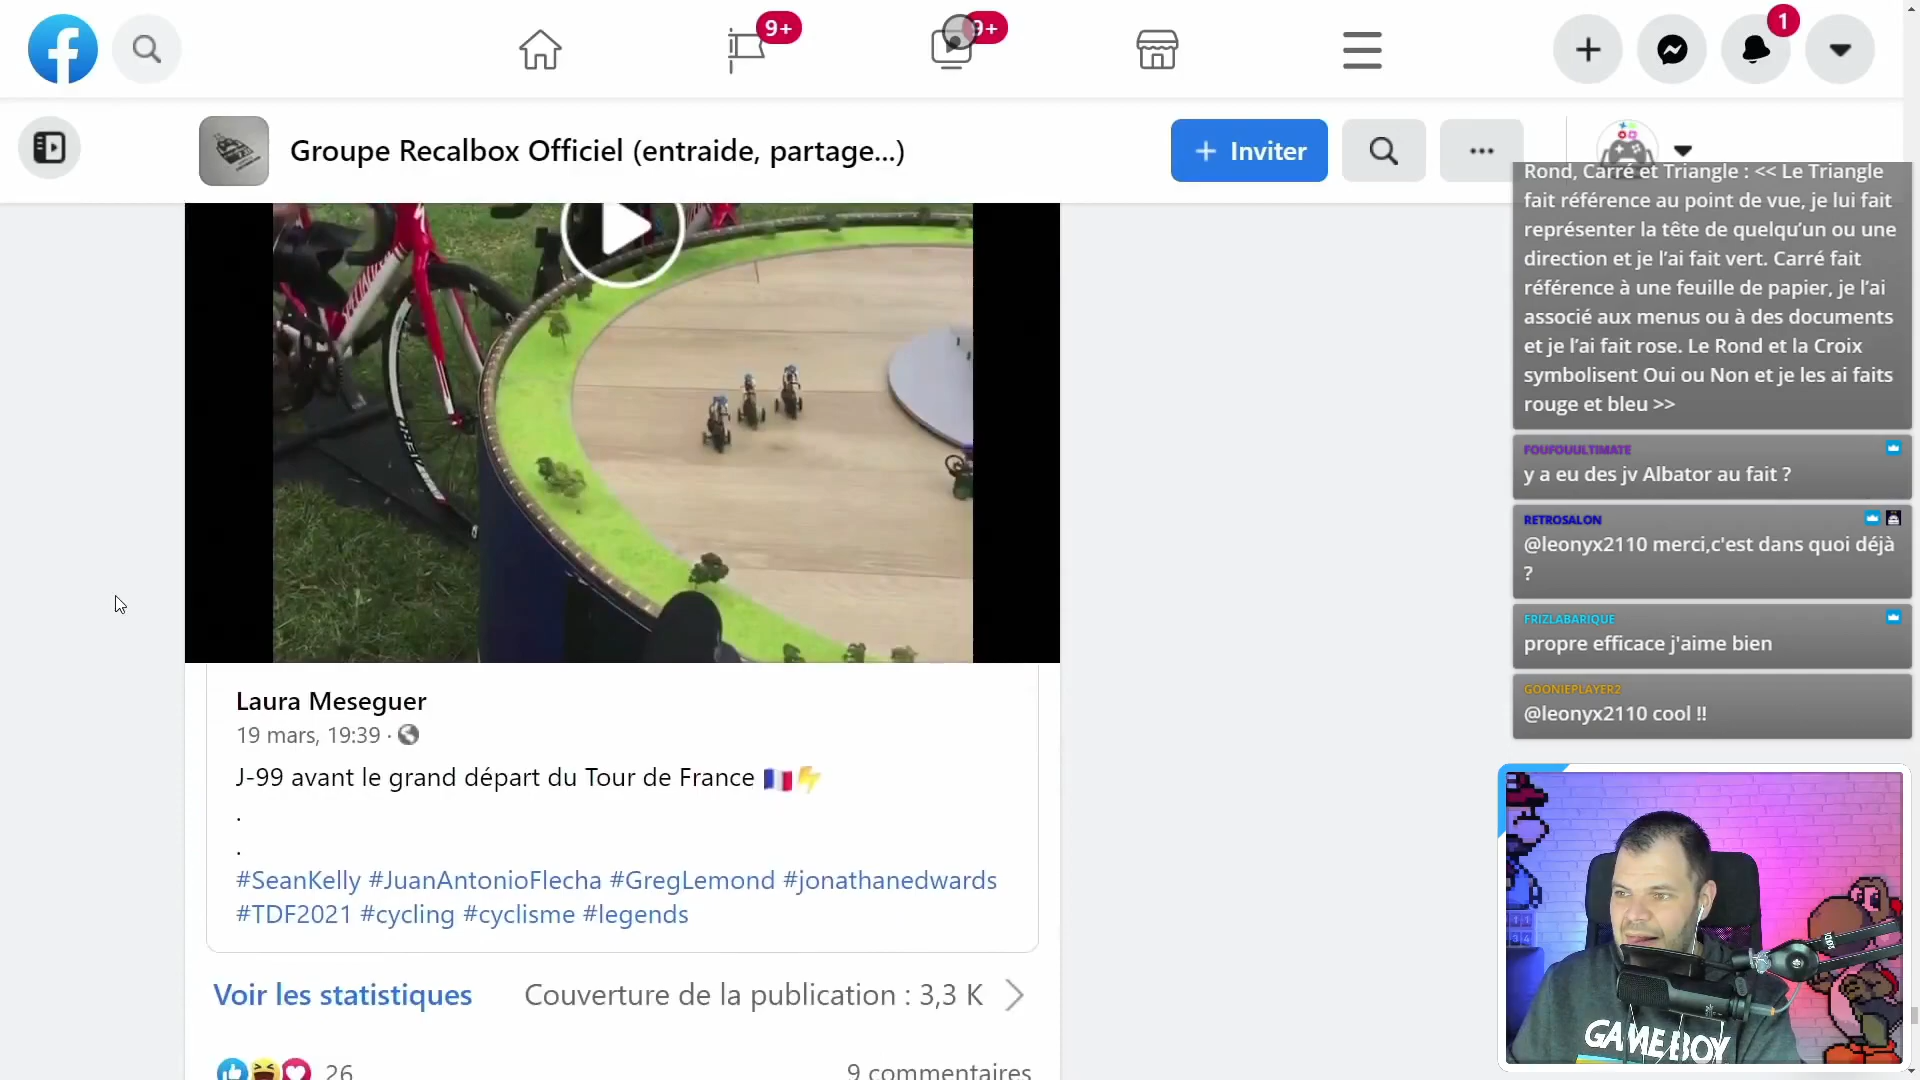 9+
9+
1
Groupe Recalbox Officiel (entraide, partage...)
+ Inviter
Rond, Carré et Triangle : << Le Triangle
fait référence au point de vue, je lui fait
représenter la tête de quelqu'un ou une
direction et je l'ai fait vert. Carré fait
référence à une feuille de papier, je l'ai
associé aux menus ou à des documents
et je l'ai fait rose. Le Rond et la Croix
symbolisent Oui ou Non et je les ai faits
rouge et bleu >>
FOUFOUULTIMATE
y a eu des jv Albator au fait ?
RETROSALON
@leonyx2110 merci,c'est dans quoi déjà
?
FRIZLABARIQUE
propre efficace j'aime bien
GOONIEPLAYER2
@leonyx2110 cool !!
Laura Meseguer
19 mars, 19:39 ·
J-99 avant le grand départ du Tour de France 🇫🇷⚡
.
.
#SeanKelly #JuanAntonioFlecha #GregLemond #jonathanedwards
#TDF2021 #cycling #cyclisme #legends
Voir les statistiques
Couverture de la publication : 3,3 K
26
9 commentaires
GAME BOY